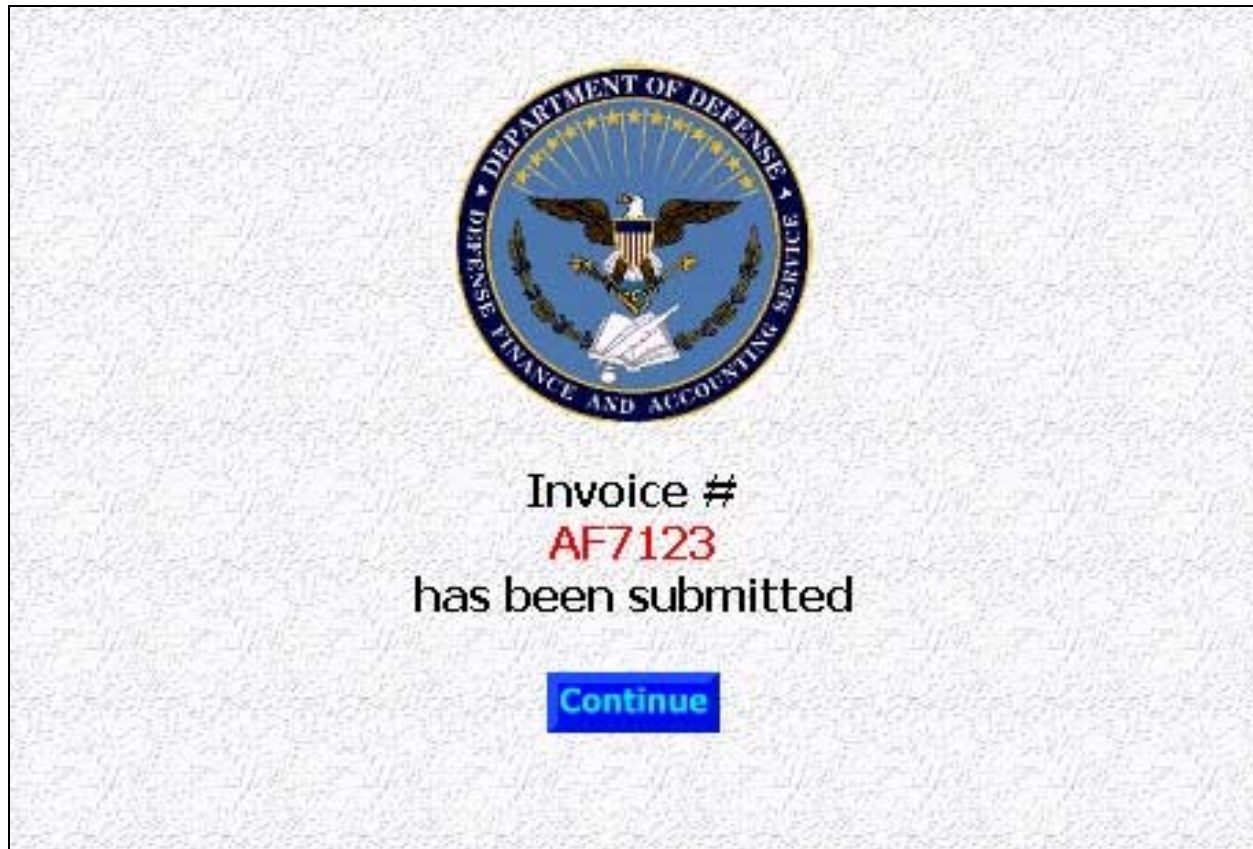 DEPARTMENT OF DEFENSE
DEFENSE FINANCE AND ACCOUNTING SERVICE
Invoice #
AF7123
has been submitted
Continue